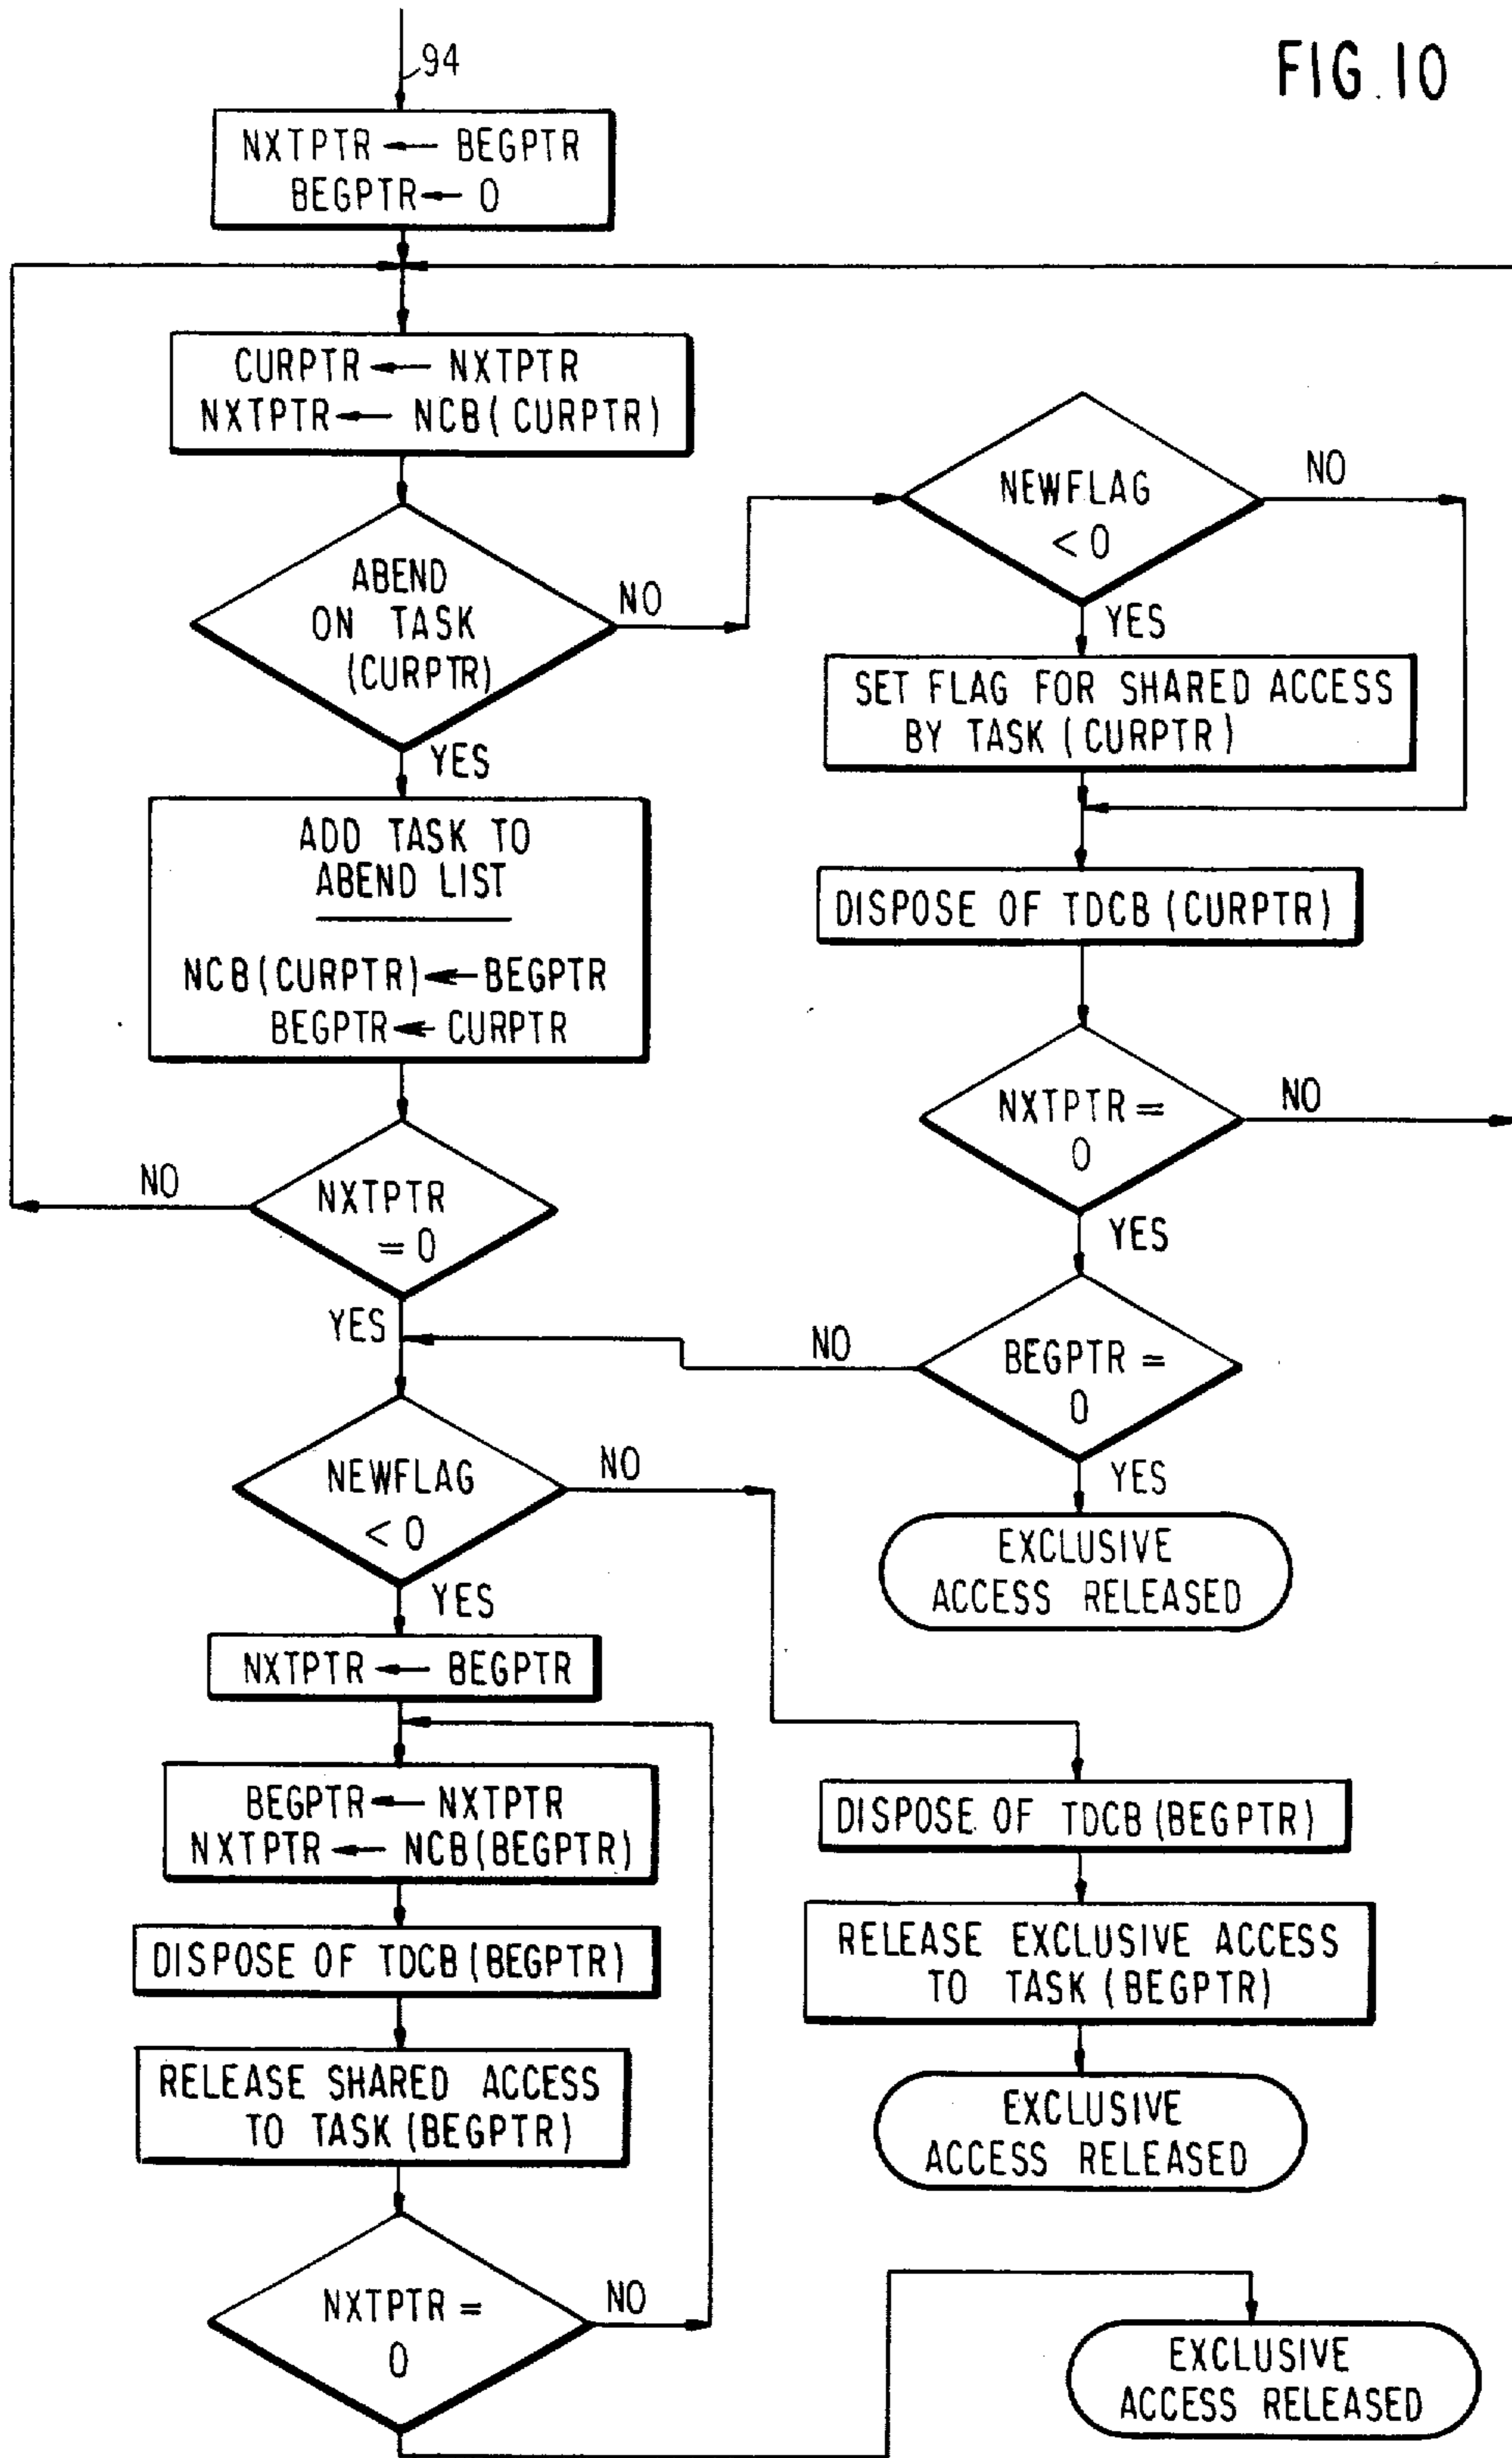 FIG. 10
94
NXTPTR ← BEGPTR
BEGPTR ← 0
CURPTR ← NXTPTR
NXTPTR ← NCB(CURPTR)
ABEND
ON TASK
(CURPTR)
NO
YES
NEWFLAG
< 0
NO
YES
SET FLAG FOR SHARED ACCESS
BY TASK (CURPTR)
ADD TASK TO
ABEND LIST
NCB(CURPTR) ← BEGPTR
BEGPTR ← CURPTR
DISPOSE OF TDCB (CURPTR)
NXTPTR =
0
NO
YES
NXTPTR
= 0
NO
YES
BEGPTR =
0
NO
YES
EXCLUSIVE
ACCESS RELEASED
NEWFLAG
< 0
NO
YES
NXTPTR ← BEGPTR
BEGPTR ← NXTPTR
NXTPTR ← NCB(BEGPTR)
DISPOSE OF TDCB (BEGPTR)
RELEASE SHARED ACCESS
TO TASK (BEGPTR)
NXTPTR =
0
NO
DISPOSE OF TDCB (BEGPTR)
RELEASE EXCLUSIVE ACCESS
TO TASK (BEGPTR)
EXCLUSIVE
ACCESS RELEASED
EXCLUSIVE
ACCESS RELEASED